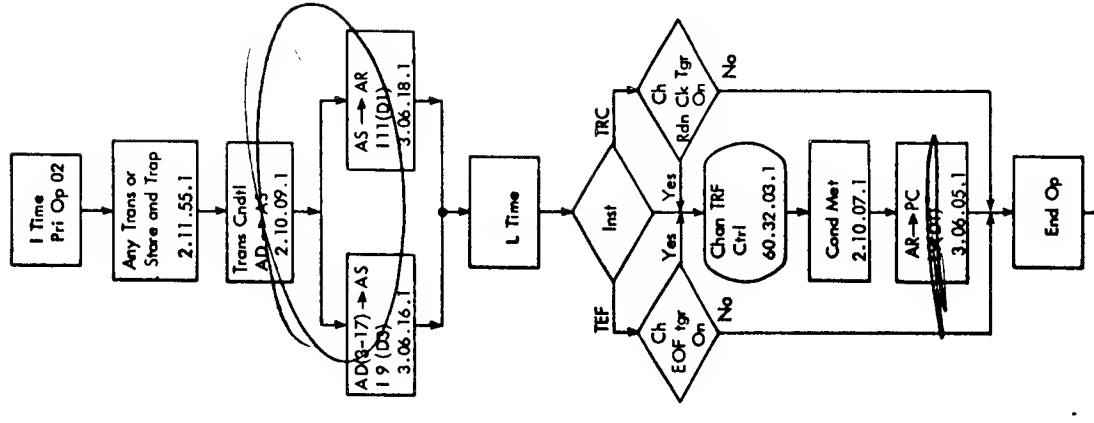 I Time
Pri Op 02
Any Trans or
Store and Trap
2.11.55.1
Trans Cndtl
AD → AS
2.10.09.1
AD(3-17) → AS
I 9 (D3)
3.06.16.1
AS → AR
I11(D1)
3.06.18.1
L Time
Inst
TEF
TRC
Ch
EOF tgr
On
Yes
No
Ch
Rdn Ck Tgr
On
Yes
No
Chan TRF
Ctrl
60.32.03.1
Cond Met
2.10.07.1
AR → PC
3.06.05.1
End Op